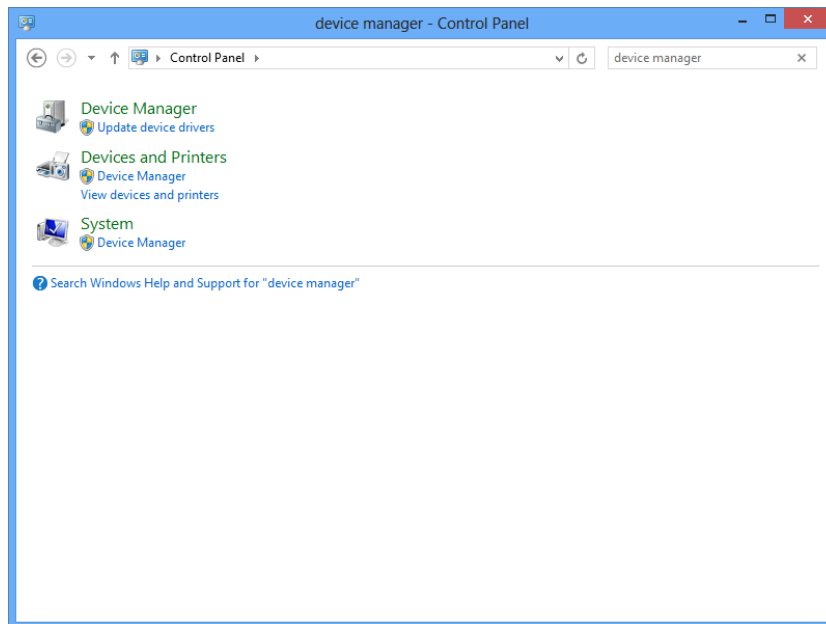 device manager - Control Panel
Control Panel
device manager
Device Manager
Update device drivers
Devices and Printers
Device Manager
View devices and printers
System
Device Manager
Search Windows Help and Support for "device manager"